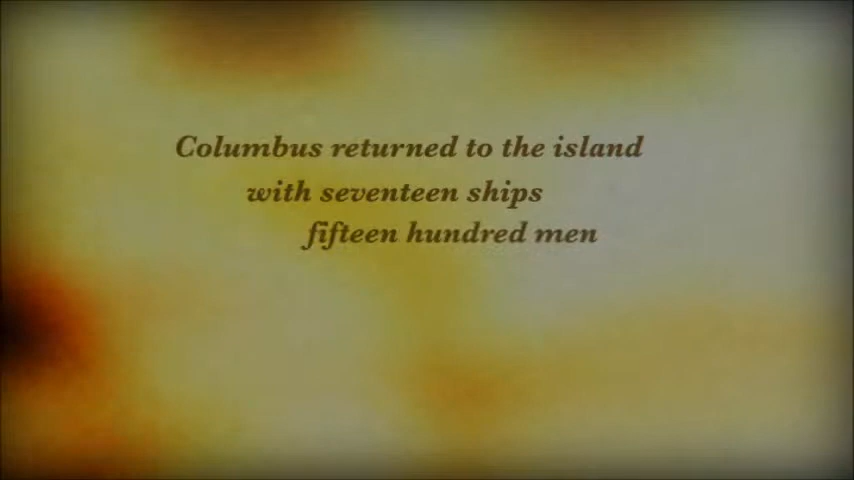 Columbus returned to the island
with seventeen ships
fifteen hundred men